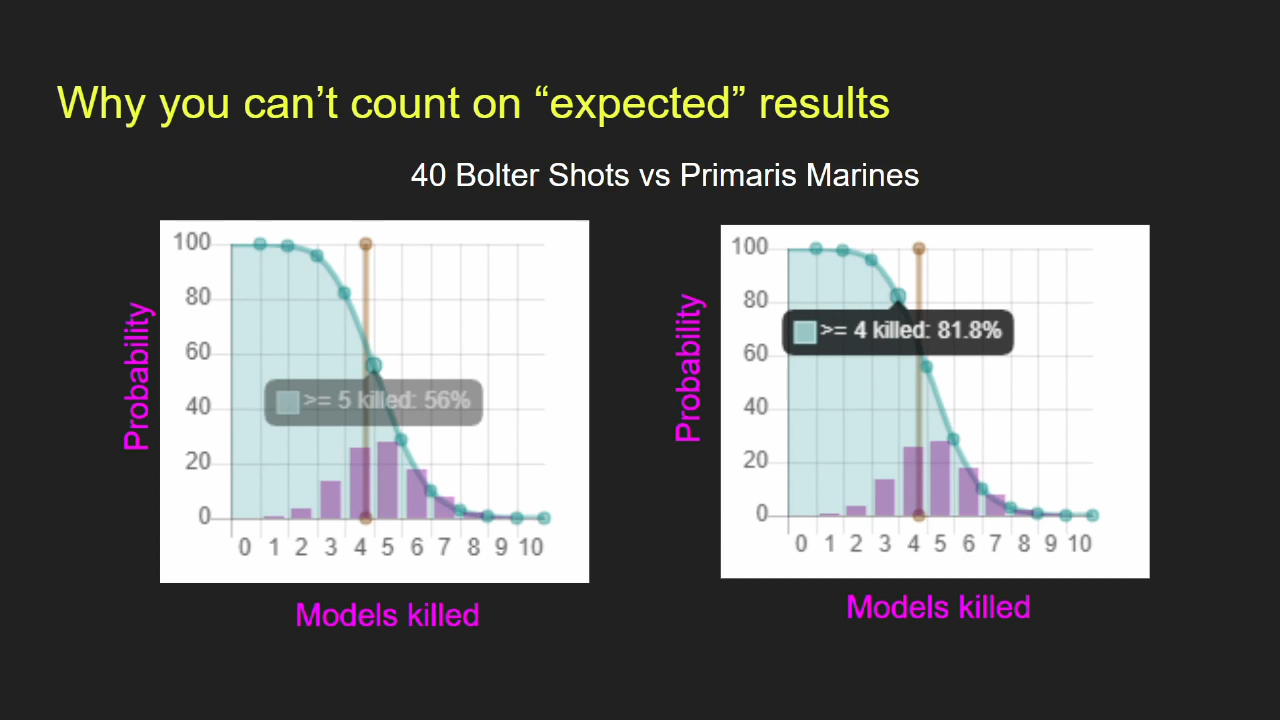 Why you can’t count on “expected” results
40 Bolter Shots vs Primaris Marines
Probability
100
80
60
40
20
0
>= 5 killed: 56%
0 1 2 3 4 5 6 7 8 9 10
Models killed
Probability
100
80
60
40
20
0
>= 4 killed: 81.8%
0 1 2 3 4 5 6 7 8 9 10
Models killed